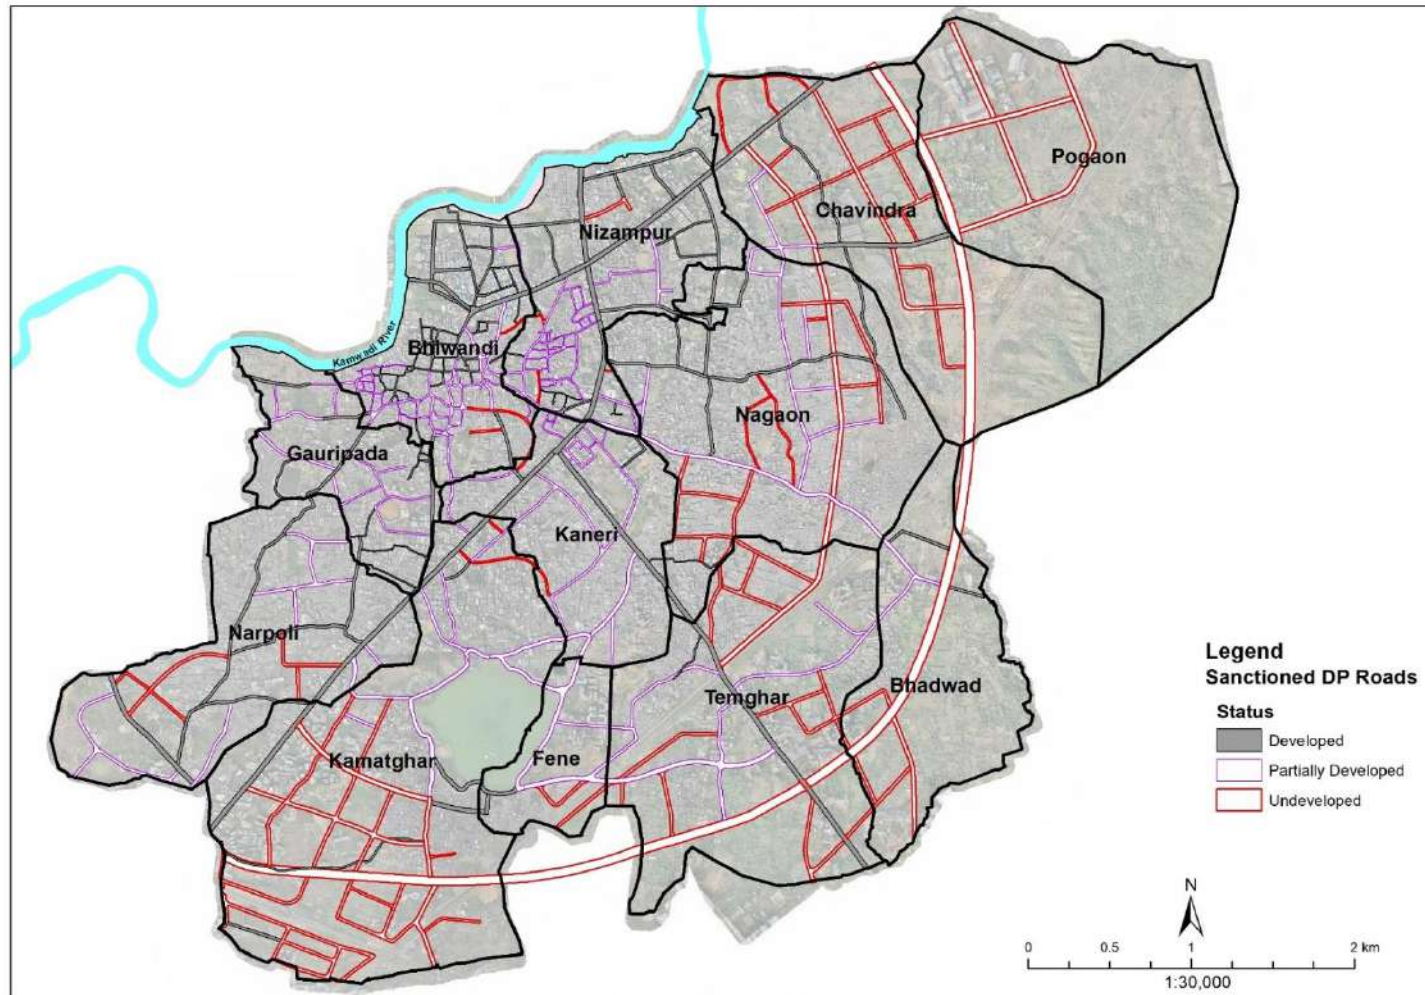 Pogaon
Chavindra
Nizampur
Kamwadi River
Bhiwandi
Nagaon
Gauripada
Kaneri
Narpoli
Temghar
Bhadwad
Kamatghar
Fene
Legend
Sanctioned DP Roads
Status
Developed
Partially Developed
Undeveloped
N
0 0.5 1 2 km
1:30,000